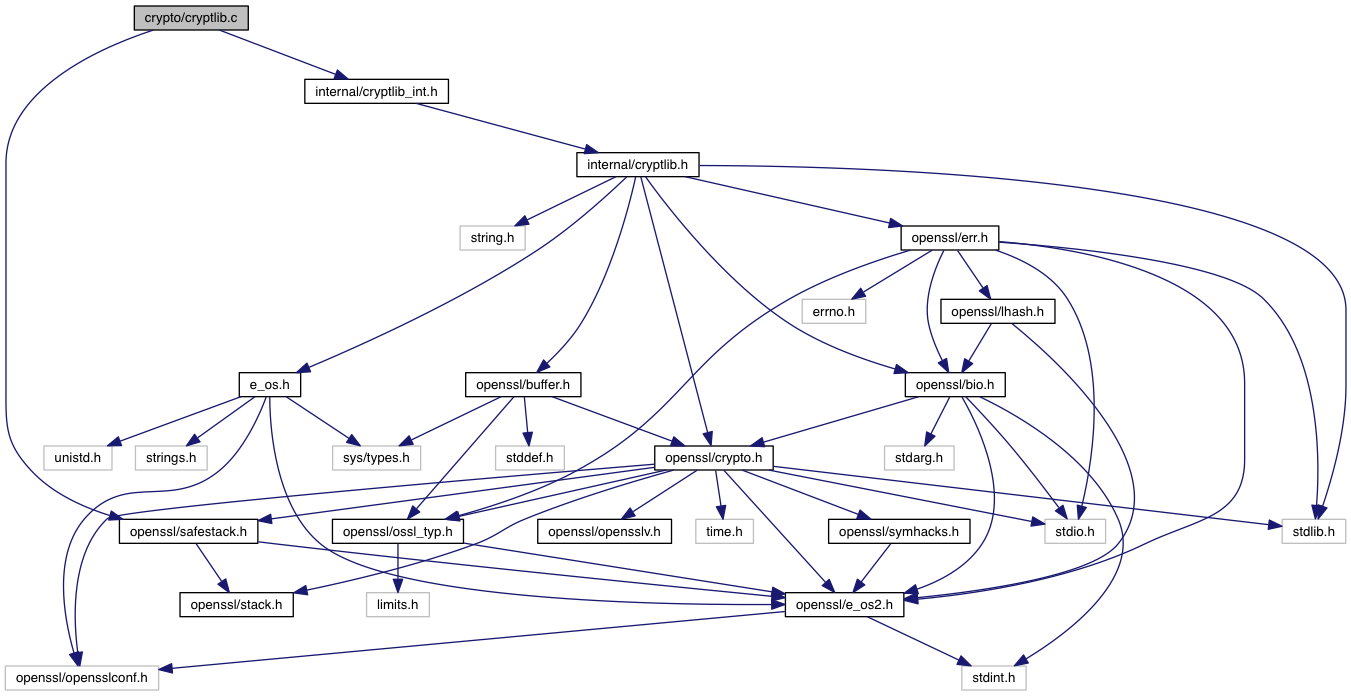 crypto/cryptlib.c
internal/cryptlib_int.h
internal/cryptlib.h
string.h
openssl/err.h
errno.h
openssl/lhash.h
e_os.h
openssl/buffer.h
openssl/bio.h
unistd.h
strings.h
sys/types.h
stddef.h
openssl/crypto.h
stdarg.h
openssl/safestack.h
openssl/ossl_typ.h
openssl/opensslv.h
time.h
openssl/symhacks.h
stdio.h
stdlib.h
openssl/stack.h
limits.h
openssl/e_os2.h
openssl/opensslconf.h
stdint.h